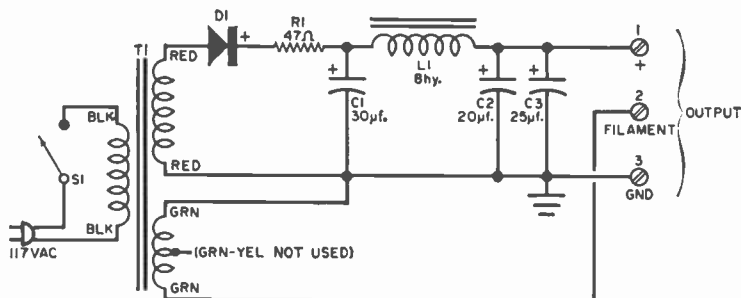 D1
+
R1
47Ω
T1
RED
+
C1
30µf.
L1
8hy.
+
C2
20µf.
+
C3
25µf.
1
+
2
FILAMENT
OUTPUT
3
GND
BLK
S1
BLK
117VAC
RED
GRN
(GRN-YEL NOT USED)
GRN